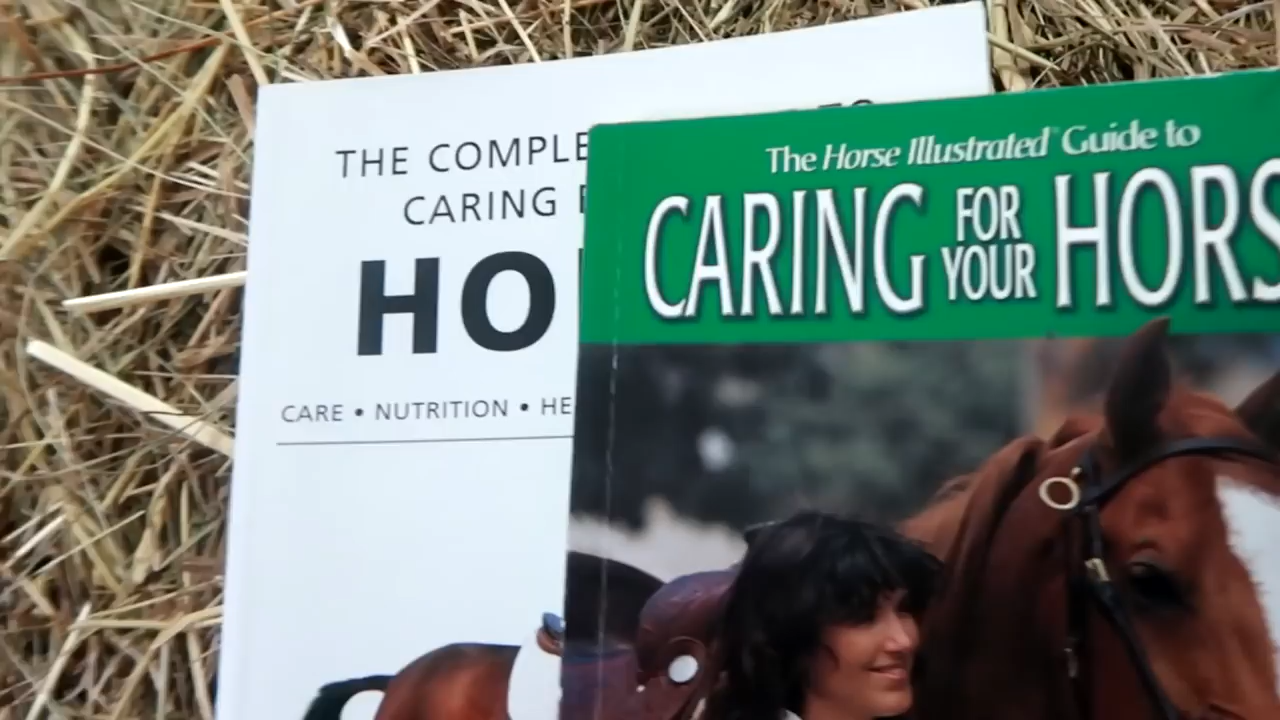 THE COMPLE
CARING
HO
CARE • NUTRITION • HE
The Horse Illustrated Guide to
CARING FOR YOUR HORS